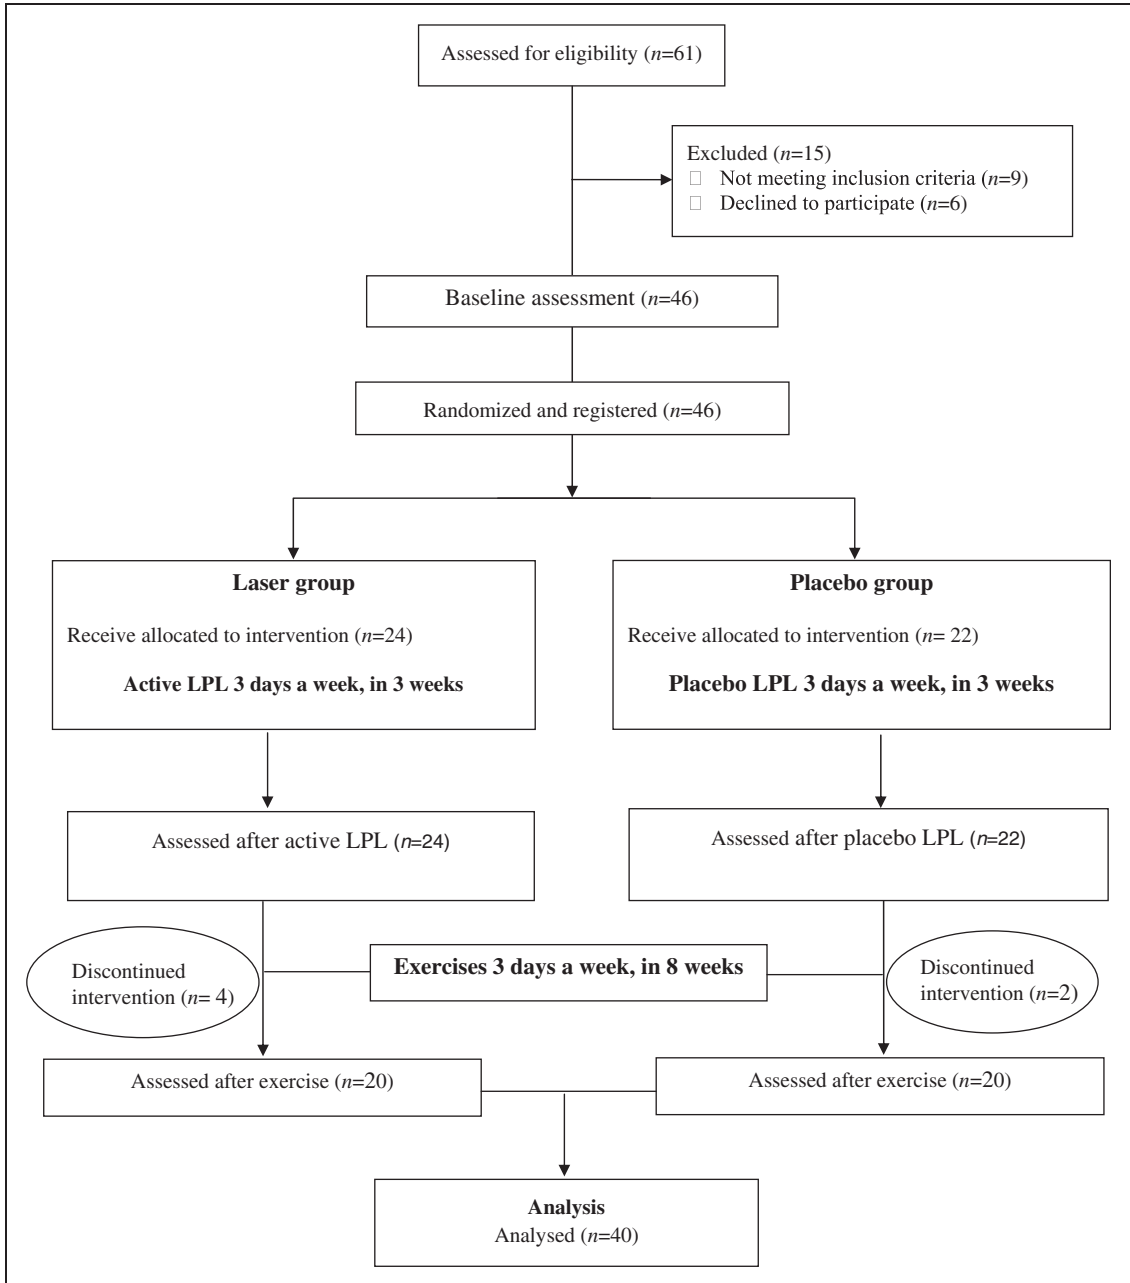 Assessed for eligibility (n=61)
Excluded (n=15)
Not meeting inclusion criteria (n=9)
Declined to participate (n=6)
Baseline assessment (n=46)
Randomized and registered (n=46)
Laser group
Receive allocated to intervention (n=24)
Active LPL 3 days a week, in 3 weeks
Placebo group
Receive allocated to intervention (n= 22)
Placebo LPL 3 days a week, in 3 weeks
Assessed after active LPL (n=24)
Assessed after placebo LPL (n=22)
Discontinued
intervention (n= 4)
Exercises 3 days a week, in 8 weeks
Discontinued
intervention (n=2)
Assessed after exercise (n=20)
Assessed after exercise (n=20)
Analysis
Analysed (n=40)